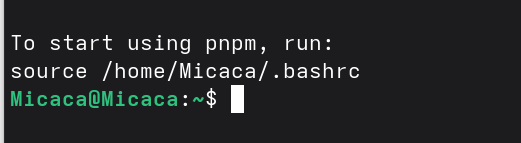 To start using pnpm, run:
source /home/Micaca/.bashrc
Micaca@Micaca:~$